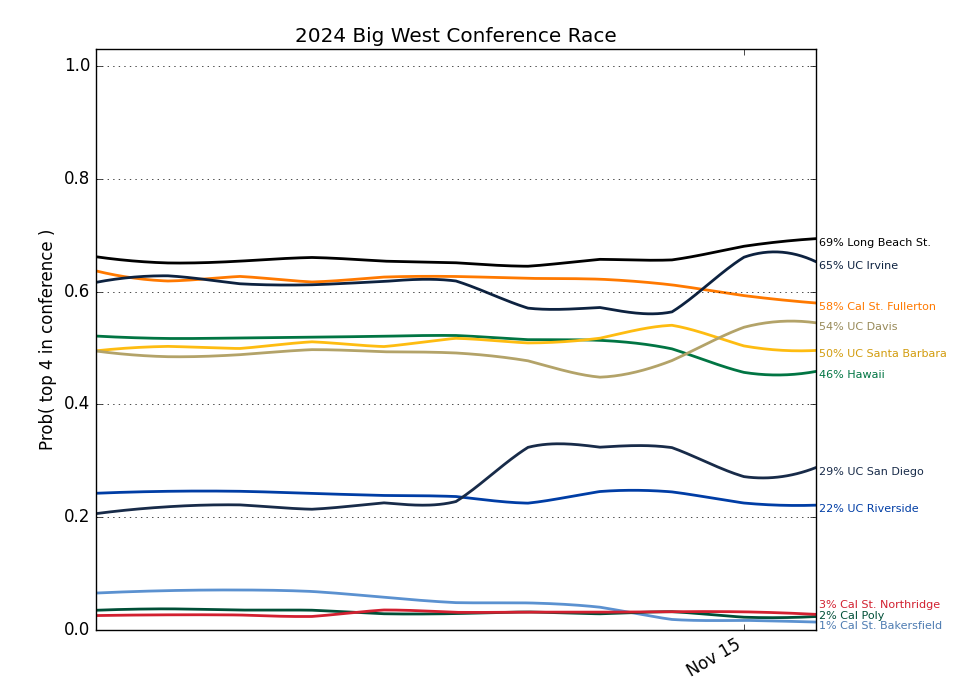 2024 Big West Conference Race
Prob( top 4 in conference )
1.0
0.8
0.6
0.4
0.2
0.0
Nov 15
69% Long Beach St.
65% UC Irvine
58% Cal St. Fullerton
54% UC Davis
50% UC Santa Barbara
46% Hawaii
29% UC San Diego
22% UC Riverside
3% Cal St. Northridge
2% Cal Poly
1% Cal St. Bakersfield